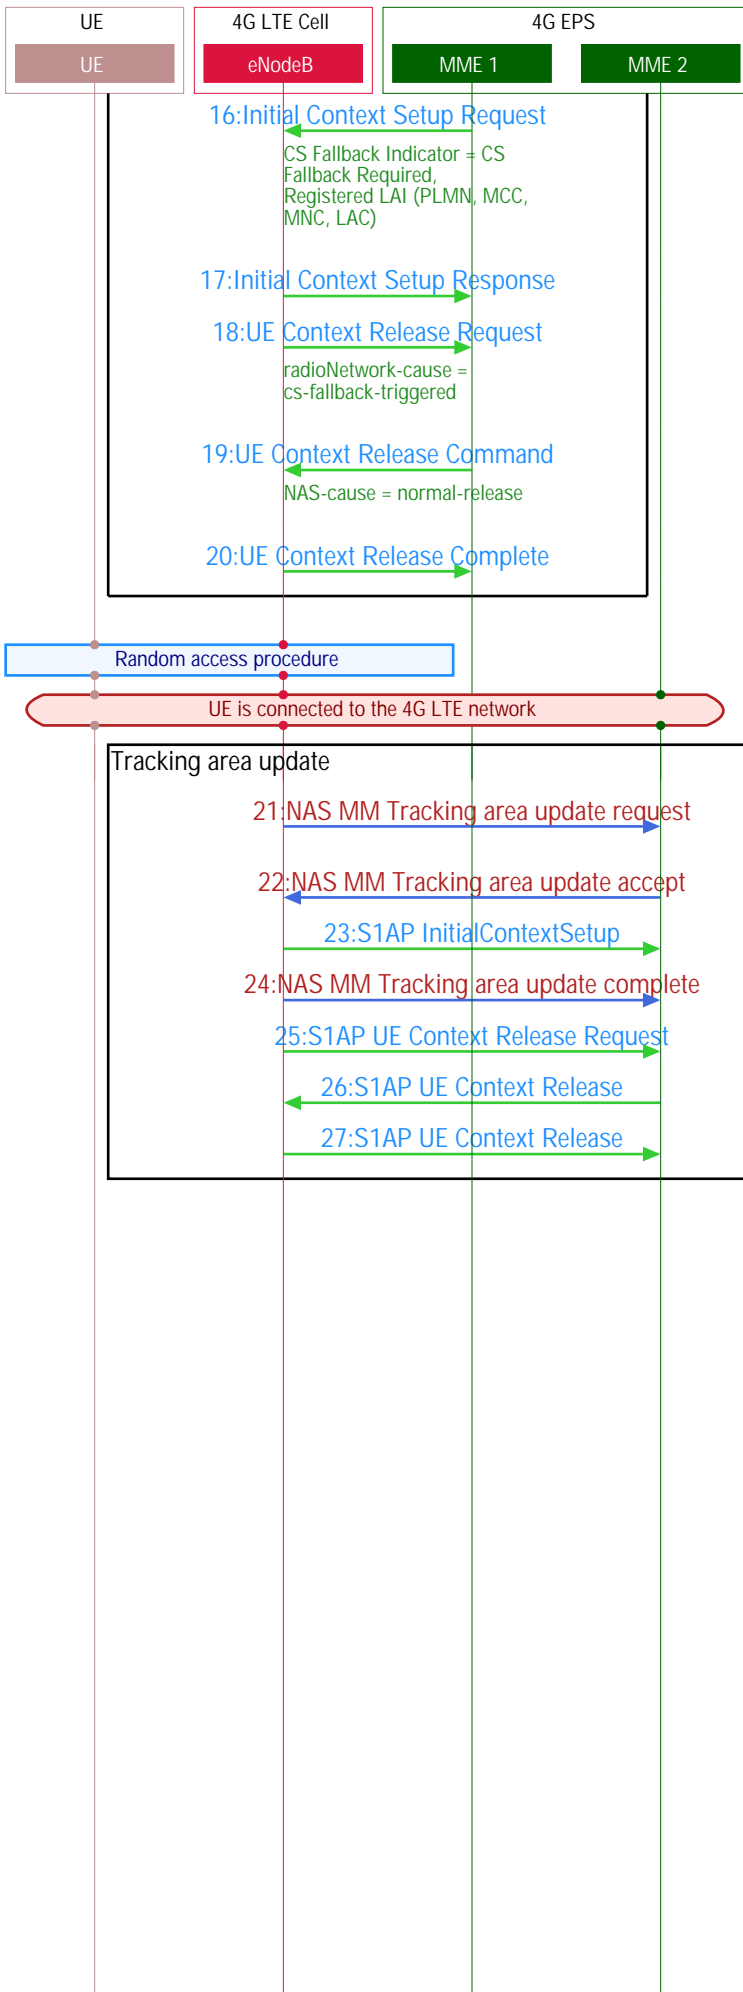 UE
4G LTE Cell
4G EPS
UE
eNodeB
MME 1
MME 2
16:Initial Context Setup Request
CS Fallback Indicator = CS
Fallback Required,
Registered LAI (PLMN, MCC,
MNC, LAC)
17:Initial Context Setup Response
18:UE Context Release Request
radioNetwork-cause =
cs-fallback-triggered
19:UE Context Release Command
NAS-cause = normal-release
20:UE Context Release Complete
Random access procedure
UE is connected to the 4G LTE network
Tracking area update
21:NAS MM Tracking area update request
22:NAS MM Tracking area update accept
23:S1AP InitialContextSetup
24:NAS MM Tracking area update complete
25:S1AP UE Context Release Request
26:S1AP UE Context Release
27:S1AP UE Context Release